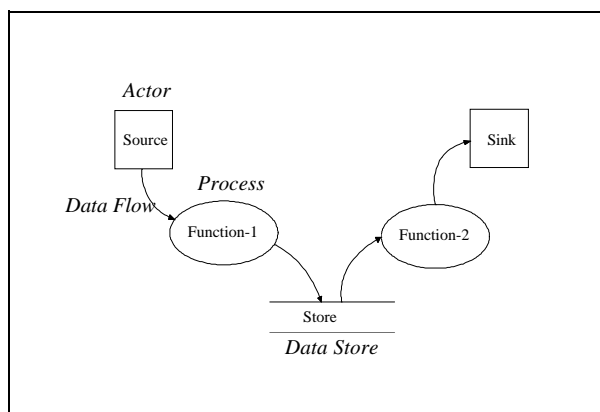 Actor
Source
Sink
Process
Data Flow
Function-1
Function-2
Store
Data Store